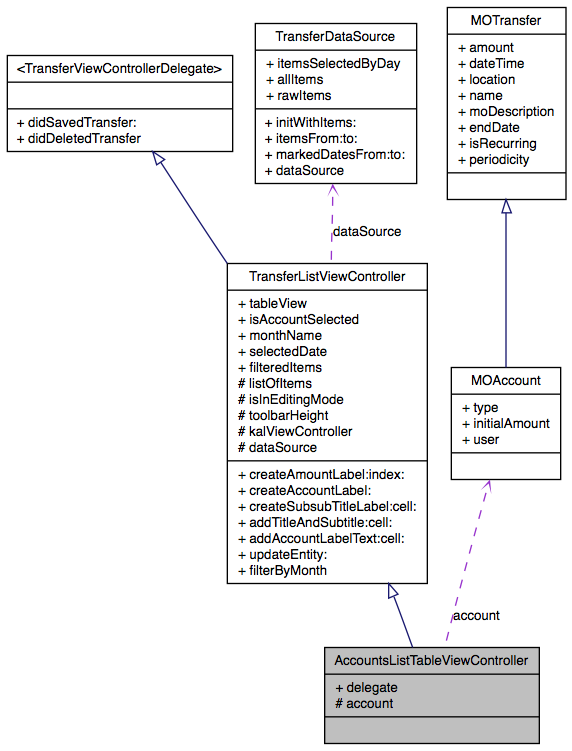 <TransferViewControllerDelegate>
+ didSavedTransfer:
+ didDeletedTransfer
TransferDataSource
+ itemsSelectedByDay
+ allItems
+ rawItems
+ initWithItems:
+ itemsFrom:to:
+ markedDatesFrom:to:
+ dataSource
MOTransfer
+ amount
+ dateTime
+ location
+ name
+ moDescription
+ endDate
+ isRecurring
+ periodicity
dataSource
TransferListViewController
+ tableView
+ isAccountSelected
+ monthName
+ selectedDate
+ filteredItems
# listOfItems
# isInEditingMode
# toolbarHeight
# kalViewController
# dataSource
+ createAmountLabel:index:
+ createAccountLabel:
+ createSubsubTitleLabel:cell:
+ addTitleAndSubtitle:cell:
+ addAccountLabelText:cell:
+ updateEntity:
+ filterByMonth
MOAccount
+ type
+ initialAmount
+ user
account
AccountsListTableViewController
+ delegate
# account